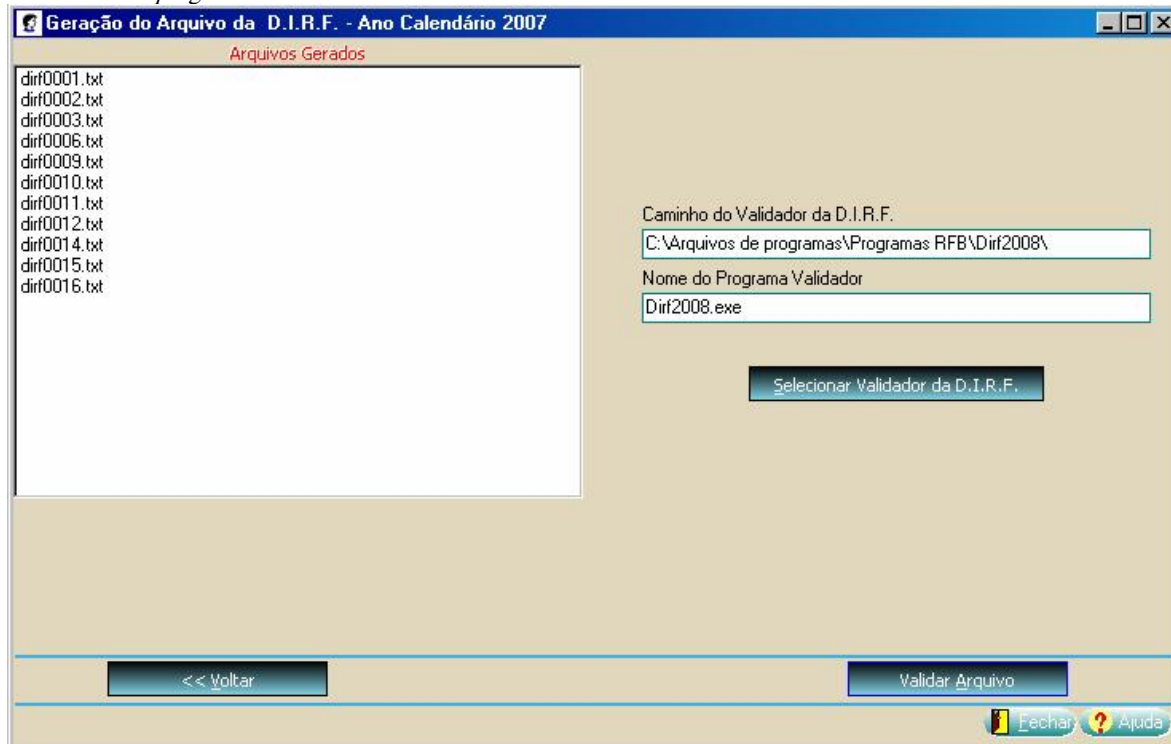 Geração do Arquivo da D.I.R.F. - Ano Calendário 2007
Arquivos Gerados
dirf0001.txt
dirf0002.txt
dirf0003.txt
dirf0006.txt
dirf0009.txt
dirf0010.txt
dirf0011.txt
dirf0012.txt
dirf0014.txt
dirf0015.txt
dirf0016.txt
Caminho do Validador da D.I.R.F.
C:\Arquivos de programas\Programas RFB\Dirf2008\
Nome do Programa Validador
Dirf2008.exe
Selecionar Validador da D.I.R.F.
<< Voltar
Validar Arquivo
Fechar
Ajuda